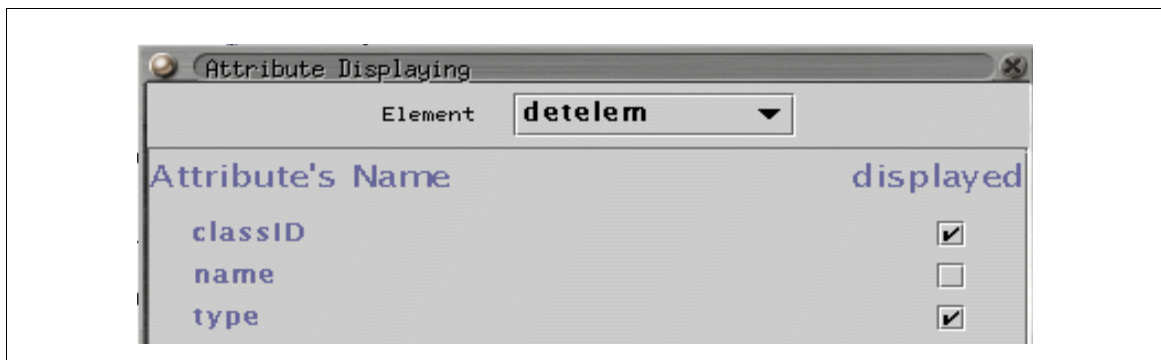 Attribute Displaying
Element detelem
Attribute's Name displayed
classID
name
type